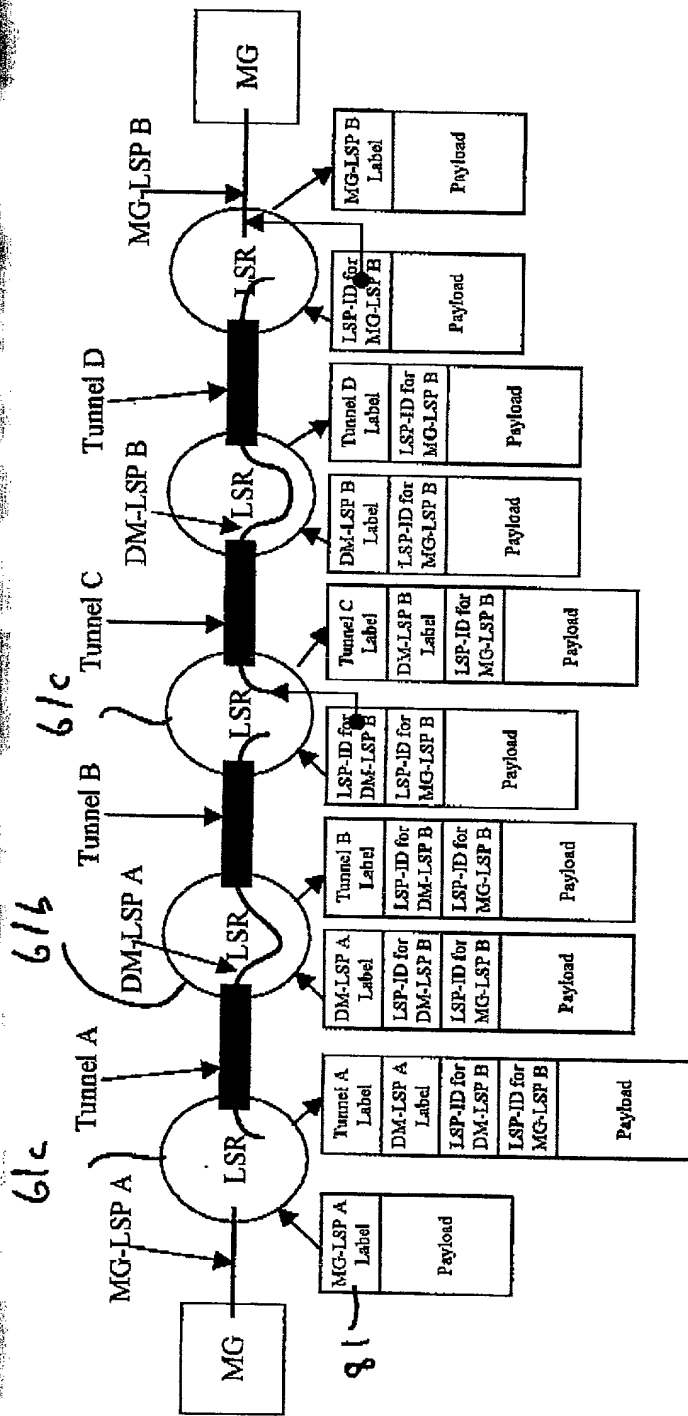 61c
61b
61c
MG-LSP A
Tunnel A
DM-LSP A
Tunnel B
Tunnel C
DM-LSP B
Tunnel D
MG-LSP B
MG
LSR
LSR
LSR
LSR
LSR
MG
81
MG-LSP A
Label
Payload
Tunnel A
Label
DM-LSP A
Label
LSP-ID for
DM-LSP B
LSP-ID for
MG-LSP B
Payload
DM-LSP A
Label
LSP-ID for
DM-LSP B
LSP-ID for
MG-LSP B
Payload
Tunnel B
Label
LSP-ID for
DM-LSP B
LSP-ID for
MG-LSP B
Payload
LSP-ID for
DM-LSP B
LSP-ID for
MG-LSP B
Payload
Tunnel C
Label
DM-LSP B
Label
LSP-ID for
MG-LSP B
Payload
DM-LSP B
Label
LSP-ID for
MG-LSP B
Payload
Tunnel D
Label
LSP-ID for
MG-LSP B
Payload
LSP-ID for
MG-LSP B
Payload
MG-LSP B
Label
Payload